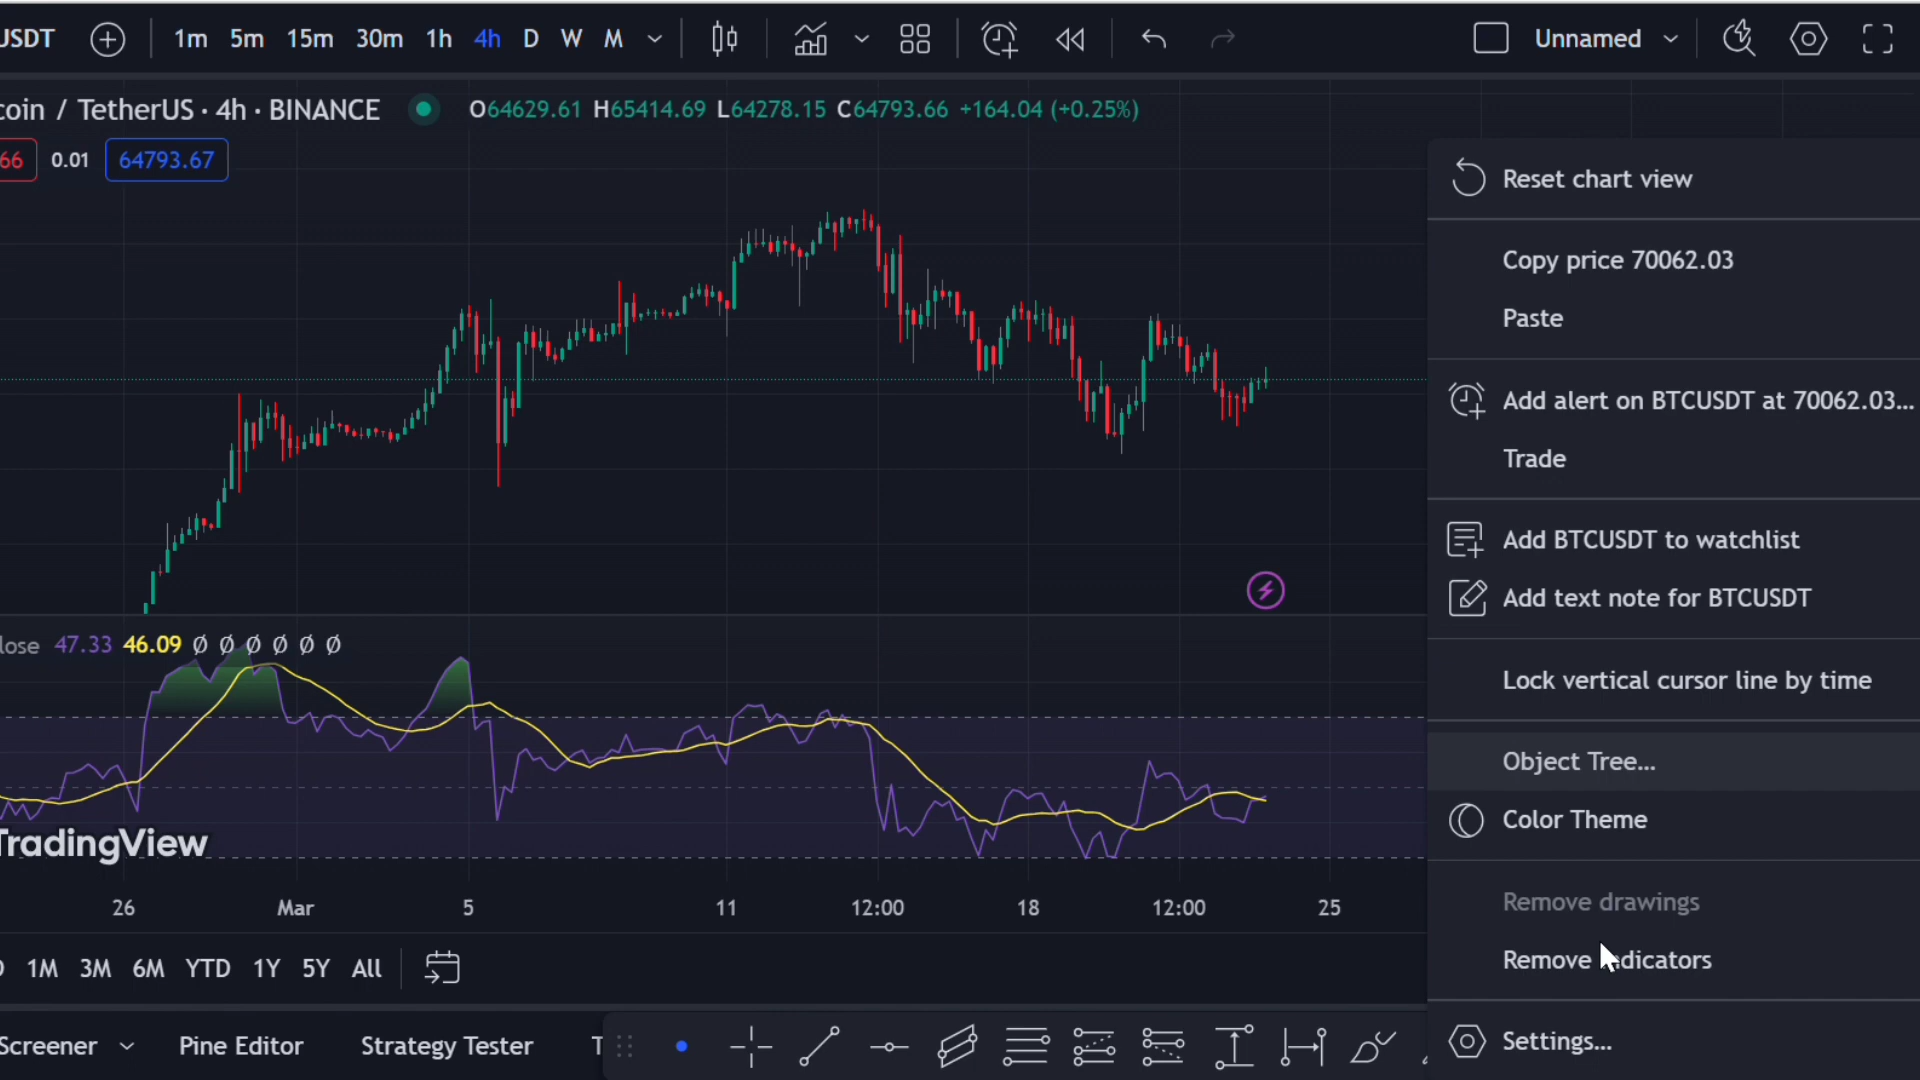 USDT 1m 5m 15m 30m 1h 4h D W M Unnamed
coin / TetherUS · 4h · BINANCE O64629.61 H65414.69 L64278.15 C64793.66 +164.04 (+0.25%)
66 0.01 64793.67
Reset chart view
Copy price 70062.03
Paste
Add alert on BTCUSDT at 70062.03...
Trade
Add BTCUSDT to watchlist
Add text note for BTCUSDT
lose 47.33 46.09 Ø Ø Ø Ø Ø Ø
Lock vertical cursor line by time
Object Tree...
Color Theme
TradingView
Remove drawings
26 Mar 5 11 12:00 18 12:00 25
Remove indicators
1M 3M 6M YTD 1Y 5Y All
Screener Pine Editor Strategy Tester T
Settings...